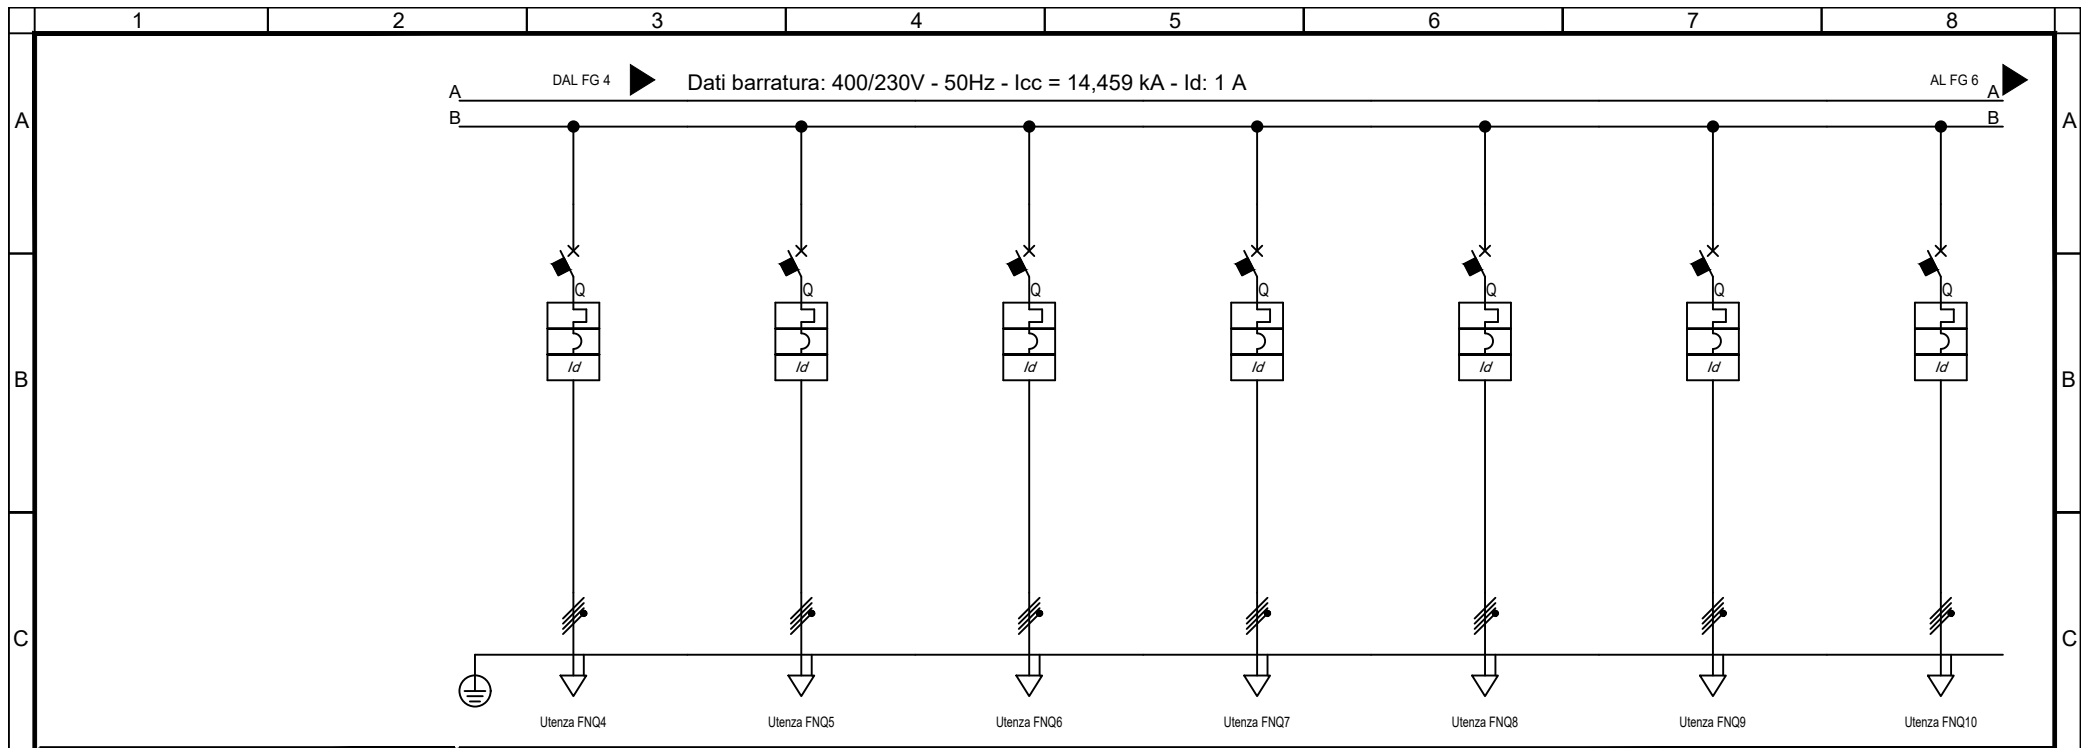 1 2 3 4 5 6 7 8
DAL FG 4 Dati barratura: 400/230V - 50Hz - Icc = 14,459 kA - Id: 1 A AL FG 6
A A
A A
B B
Q Q Q Q Q Q Q
Id Id Id Id Id Id Id
B B
C C
Utenza FNQ4 Utenza FNQ5 Utenza FNQ6 Utenza FNQ7 Utenza FNQ8 Utenza FNQ9 Utenza FNQ10